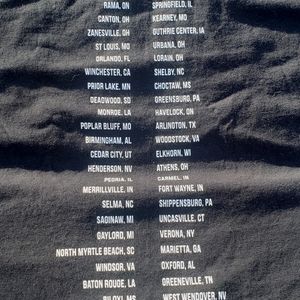 RAMA, ON
CANTON, OH
ZANESVILLE, OH
ST LOUIS, MO
ORLANDO, FL
WINCHESTER, CA
PRIOR LAKE, MN
DEADWOOD, SD
MONROE, LA
POPLAR BLUFF, MO
BIRMINGHAM, AL
CEDAR CITY, UT
HENDERSON, NV
PEORIA, IL
MERRILLVILLE, IN
SELMA, NC
SAGINAW, MI
GAYLORD, MI
NORTH MYRTLE BEACH, SC
WINDSOR, VA
BATON ROUGE, LA
BILOXI, MS
SPRINGFIELD, IL
KEARNEY, MO
GUTHRIE CENTER, IA
URBANA, OH
LORAIN, OH
SHELBY, NC
CHOCTAW, MS
GREENSBURG, PA
HAVELOCK, ON
ARLINGTON, TX
WOODSTOCK, VA
ELKHORN, WI
ATHENS, OH
CARMEL, IN
FORT WAYNE, IN
SHIPPENSBURG, PA
UNCASVILLE, CT
VERONA, NY
MARIETTA, GA
OXFORD, AL
GREENEVILLE, TN
WEST WENDOVER, NV